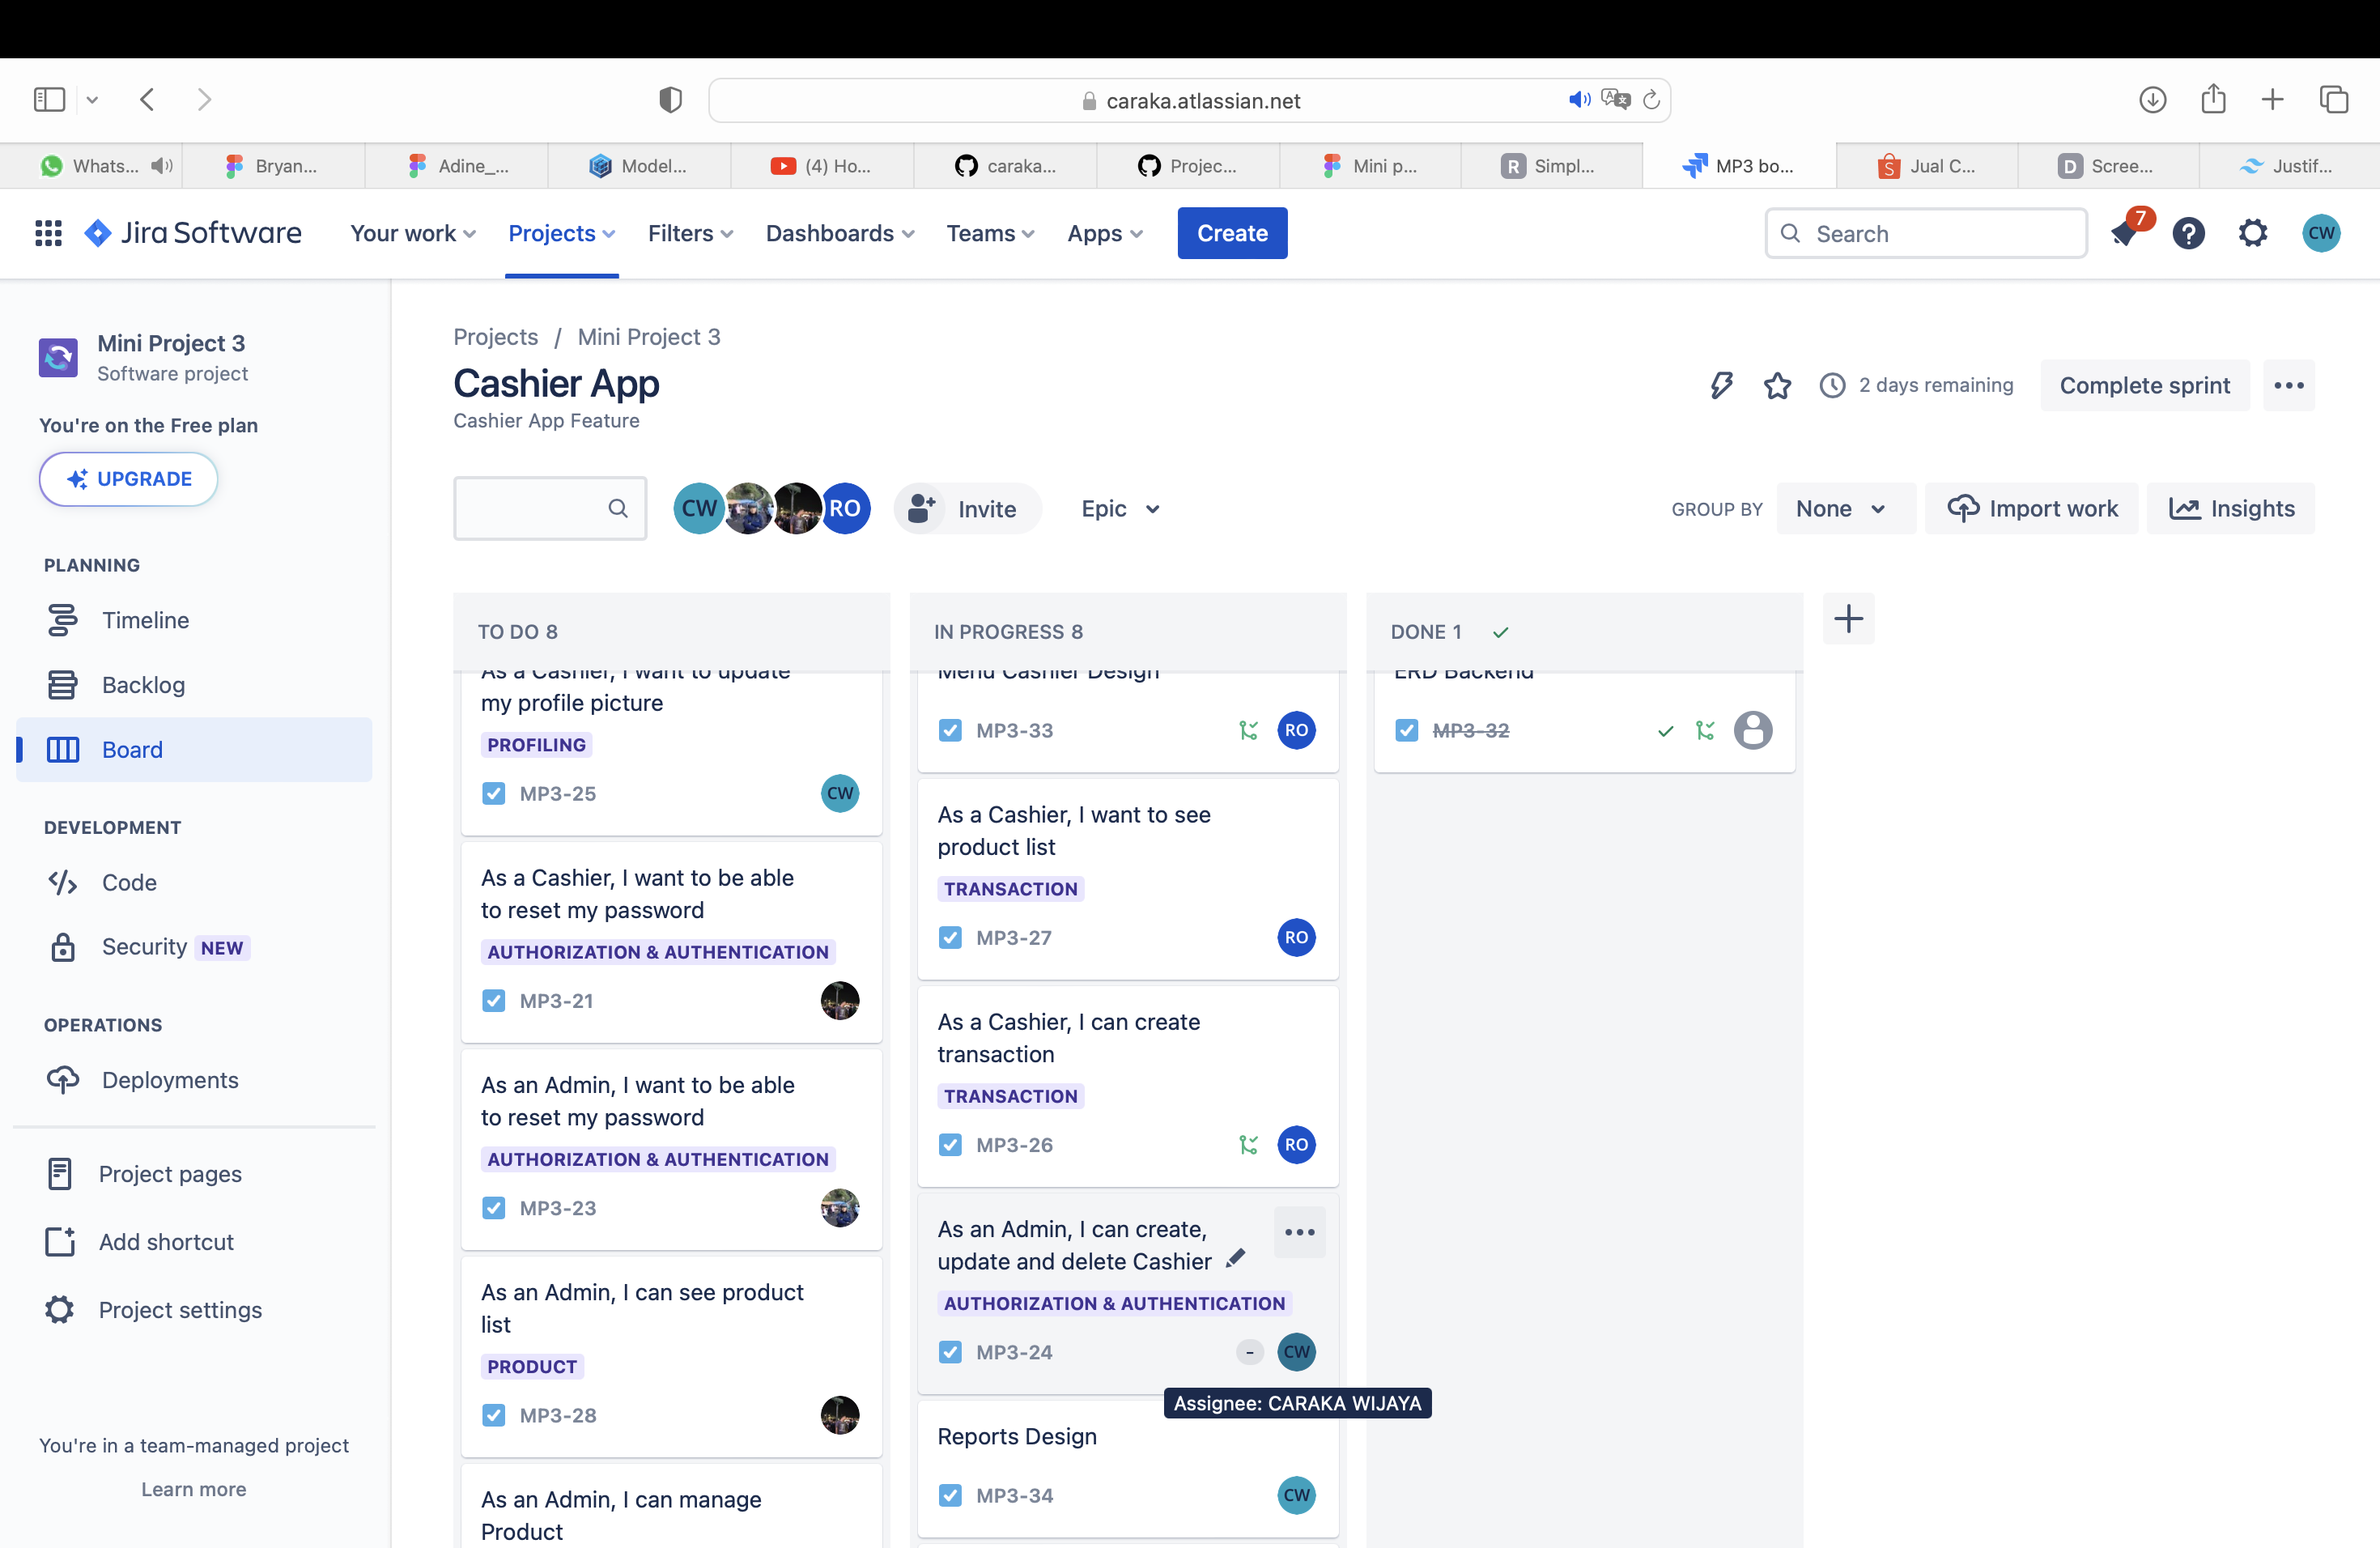 caraka.atlassian.net
Whats...
Bryan...
Adine_...
Model...
(4) Ho...
caraka...
Projec...
Mini p...
R Simpl...
MP3 bo...
Jual C...
D Scree...
Justif...
Jira Software
Your work
Projects
Filters
Dashboards
Teams
Apps
Create
Search
7
CW
Mini Project 3
Software project
You're on the Free plan
UPGRADE
PLANNING
Timeline
Backlog
Board
DEVELOPMENT
Code
Security NEW
OPERATIONS
Deployments
Project pages
Add shortcut
Project settings
You're in a team-managed project
Learn more
Projects / Mini Project 3
Cashier App
Cashier App Feature
2 days remaining
Complete sprint
CW
RO
Invite
Epic
GROUP BY
None
Import work
Insights
TO DO 8
As a Cashier, I want to update
my profile picture
PROFILING
MP3-25
CW
As a Cashier, I want to be able
to reset my password
AUTHORIZATION & AUTHENTICATION
MP3-21
As an Admin, I want to be able
to reset my password
AUTHORIZATION & AUTHENTICATION
MP3-23
As an Admin, I can see product
list
PRODUCT
MP3-28
As an Admin, I can manage
Product
IN PROGRESS 8
Menu Cashier Design
MP3-33
RO
As a Cashier, I want to see
product list
TRANSACTION
MP3-27
RO
As a Cashier, I can create
transaction
TRANSACTION
MP3-26
RO
As an Admin, I can create,
update and delete Cashier
AUTHORIZATION & AUTHENTICATION
MP3-24
-
CW
Assignee: CARAKA WIJAYA
Reports Design
MP3-34
CW
DONE 1
ERD Backend
MP3-32